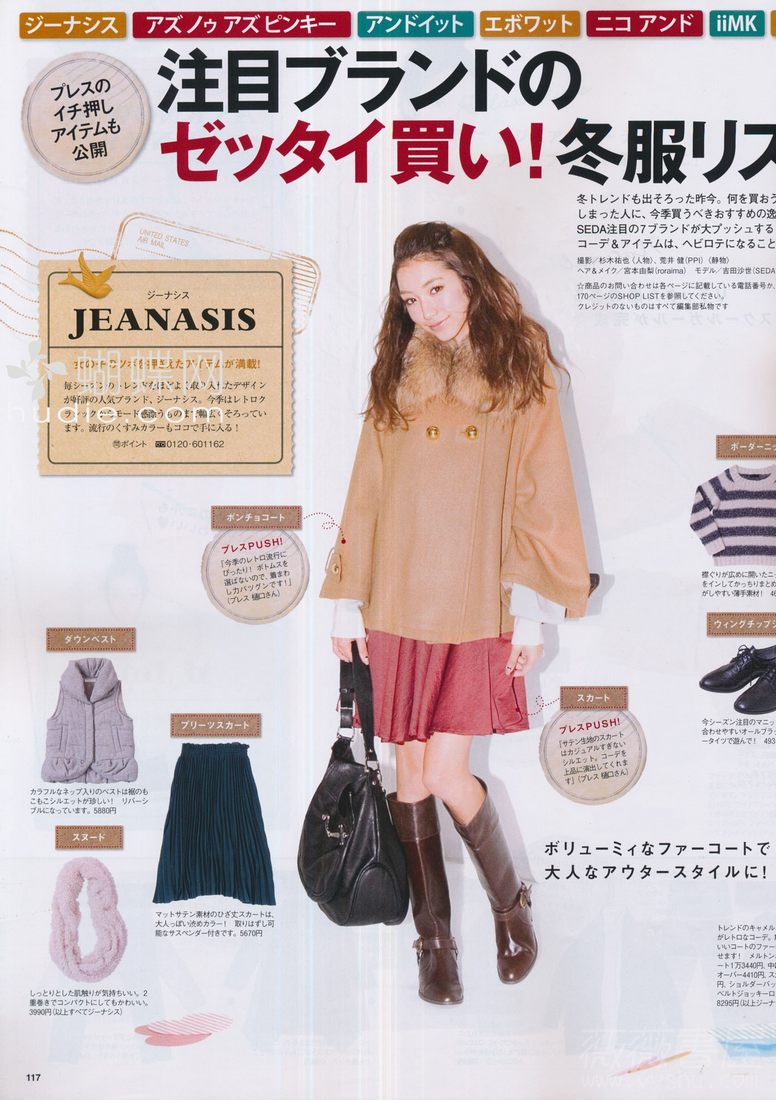 ジーナシス
アズ ノゥ アズ ピンキー
アンドイット
エボワット
ニコ アンド
iiMK
プレスの
イチ押し
アイテムも
公開
注目ブランドの
ゼッタイ買い!冬服リス
冬トレンドも出そろった昨今。何を買おう
しまった人に、今季買うべきおすすめの逸
SEDA注目の7ブランドが大プッシュする
コーデ&アイテムは、ヘビロテになること
撮影/杉木祐也〈人物〉、荒井 健(PPI)〈静物〉
ヘア&メイク/宮本由梨(roraima) モデル/吉田沙世(SEDA
☆商品のお問い合わせは各ページに記載している電話番号か、
170ページのSHOP LISTを参照してください。
クレジットのないものはすべて編集部私物です
UNITED STATES
AIR MAIL
ジーナシス
JEANASIS
毎シーズンのトレンドをほどよく取り入れたデザイン
が好評の人気ブランド、ジーナシス。今季はレトロク
ます。流行のくすみカラーもココで手に入る!
ポイント 0120・601162
ポンチョコート
プレスPUSH!
「今季のレトロ流行に
ぴったり! ボトムスを
選ばないので、着まわ
し力バツグンです!」
(プレス 樋口さん)
ボーダーニッ
襟ぐりが広めに開いたニッ
をインしてかっちりまとめ
がしやすい薄手素材! 46
ウィングチップシ
今シーズン注目のマニッ
合わせやすいオールブラッ
ータイツで遊んで! 493
ダウンベスト
カラフルなネップ入りのベストは裾のも
こもこシルエットが珍しい! リバーシ
ブルになっています。5880円
プリーツスカート
マットサテン素材のひざ丈スカートは、
大人っぽい渋めカラー! 取りはずし可
能なサスペンダー付きです。5670円
スヌード
しっとりとした肌触りが気持ちいい。2
重巻きでコンパクトにしてもかわいい。
3990円(以上すべてジーナシス)
スカート
プレスPUSH!
「サテン生地のスカート
はカジュアルすぎない
シルエット。コーデを
上品に演出してくれま
す」(プレス 樋口さん)
ボリューミィなファーコートで
大人なアウタースタイルに!
トレンドのキャメル
がレトロなコーデ。
いいコートのファー
せます! メルトン
ート1万3440円、中
オーバー4410円、ス
円、ショルダーバッ
ベルトジョッキーロ
8295円(以上ジーナ
117